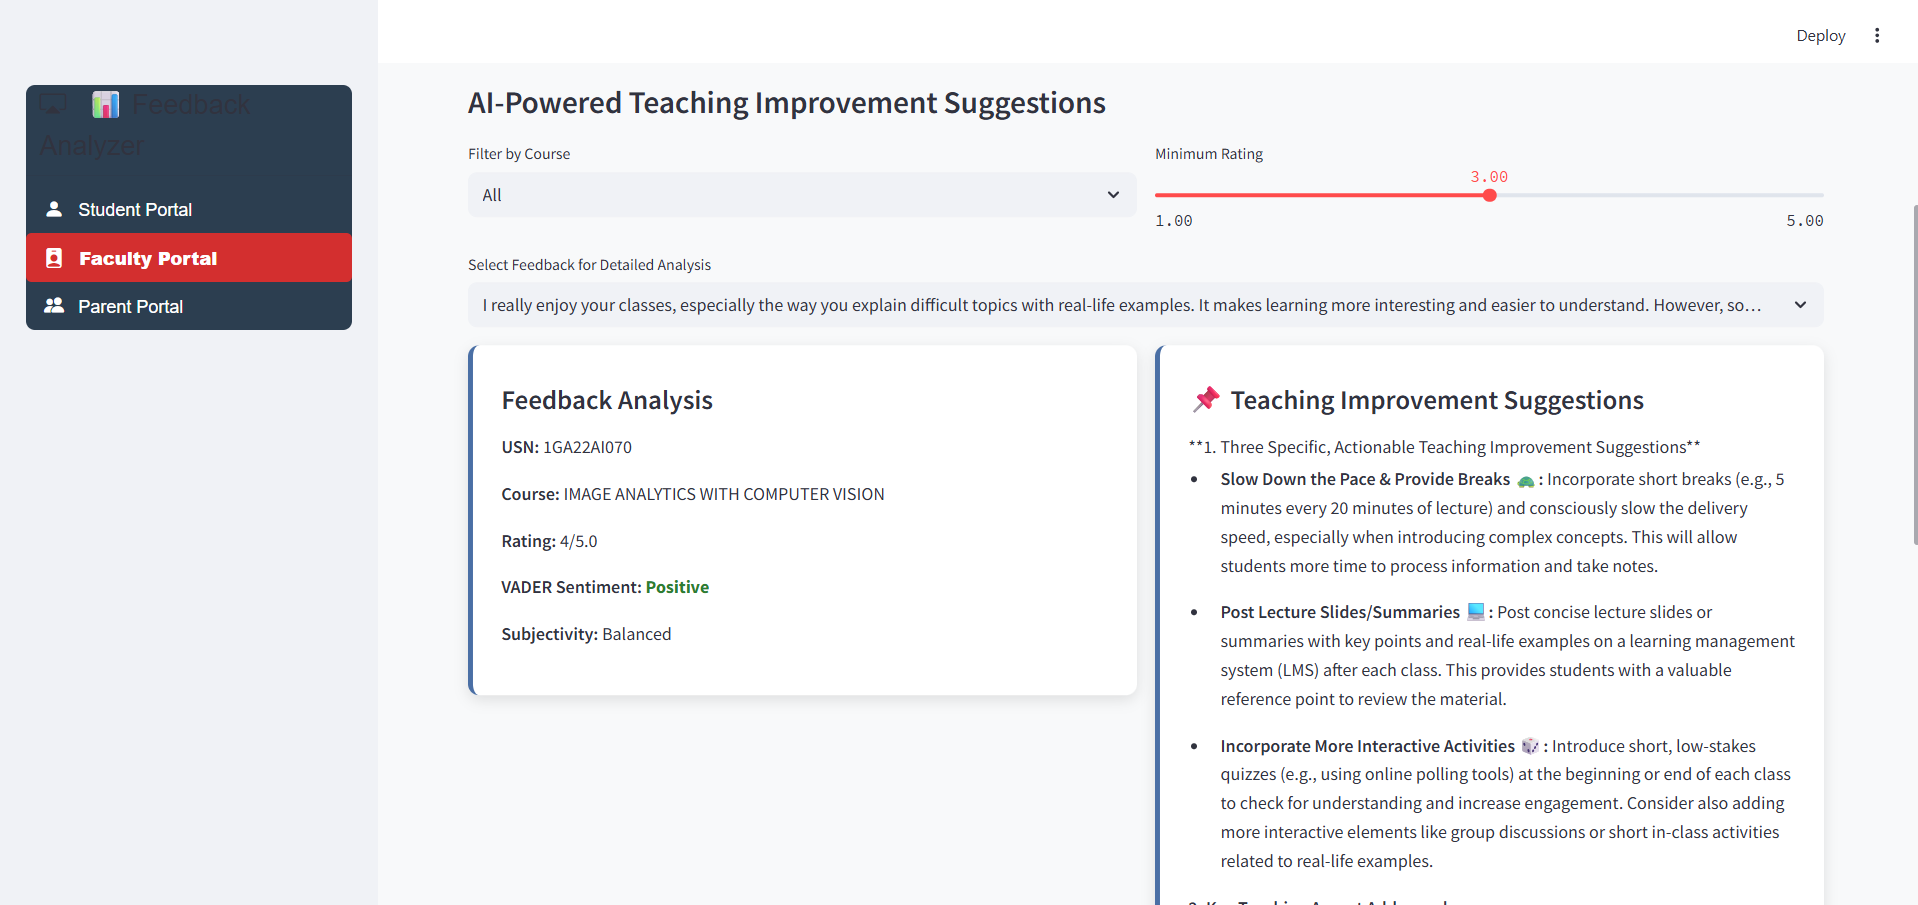 Deploy
Feedback
Analyzer
Student Portal
Faculty Portal
Parent Portal
AI-Powered Teaching Improvement Suggestions
Filter by Course
All
Minimum Rating
3.00
1.00
5.00
Select Feedback for Detailed Analysis
I really enjoy your classes, especially the way you explain difficult topics with real-life examples. It makes learning more interesting and easier to understand. However, so…
Feedback Analysis
USN: 1GA22AI070
Course: IMAGE ANALYTICS WITH COMPUTER VISION
Rating: 4/5.0
VADER Sentiment: Positive
Subjectivity: Balanced
Teaching Improvement Suggestions
**1. Three Specific, Actionable Teaching Improvement Suggestions**
• Slow Down the Pace & Provide Breaks 🐢 : Incorporate short breaks (e.g., 5
minutes every 20 minutes of lecture) and consciously slow the delivery
speed, especially when introducing complex concepts. This will allow
students more time to process information and take notes.
• Post Lecture Slides/Summaries 💻 : Post concise lecture slides or
summaries with key points and real-life examples on a learning management
system (LMS) after each class. This provides students with a valuable
reference point to review the material.
• Incorporate More Interactive Activities 🎲 : Introduce short, low-stakes
quizzes (e.g., using online polling tools) at the beginning or end of each class
to check for understanding and increase engagement. Consider also adding
more interactive elements like group discussions or short in-class activities
related to real-life examples.